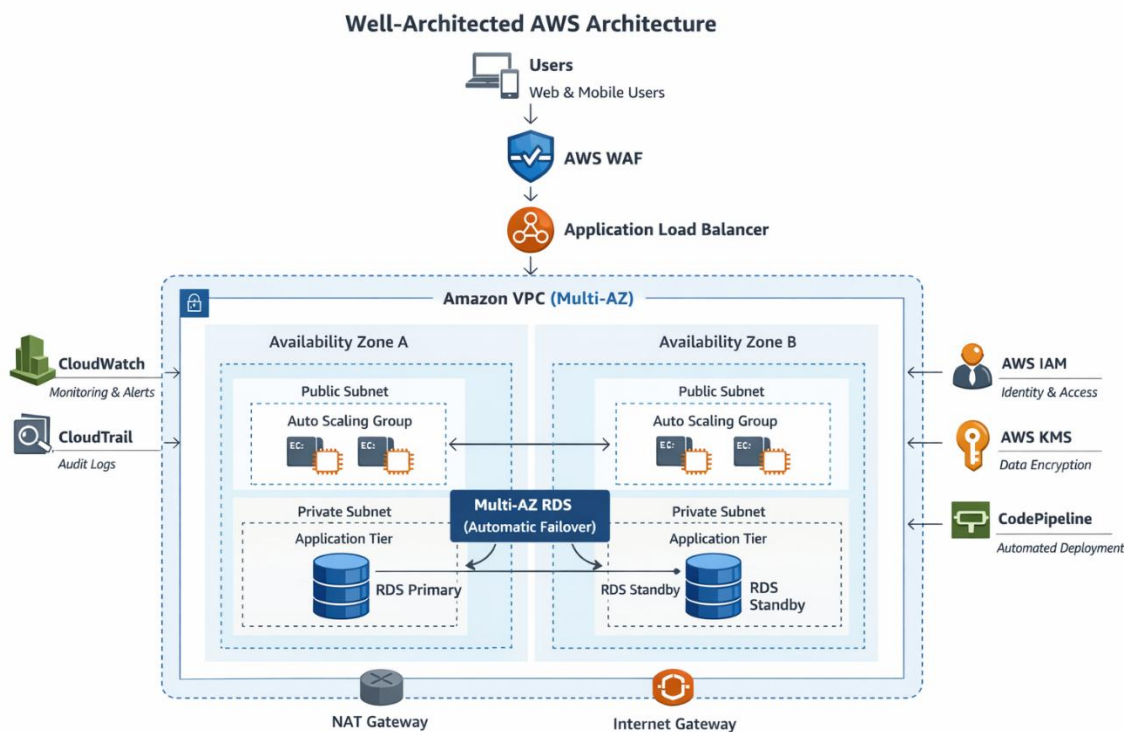 Well-Architected AWS Architecture
Users
Web & Mobile Users
AWS WAF
Application Load Balancer
Amazon VPC (Multi-AZ)
Availability Zone A
Availability Zone B
CloudWatch
Monitoring & Alerts
CloudTrail
Audit Logs
AWS IAM
Identity & Access
AWS KMS
Data Encryption
CodePipeline
Automated Deployment
Public Subnet
Auto Scaling Group
EC:
EC:
Public Subnet
Auto Scaling Group
EC:
EC:
Multi-AZ RDS
(Automatic Failover)
Private Subnet
Application Tier
RDS Primary
Private Subnet
Application Tier
RDS Standby
RDS
Standby
NAT Gateway
Internet Gateway